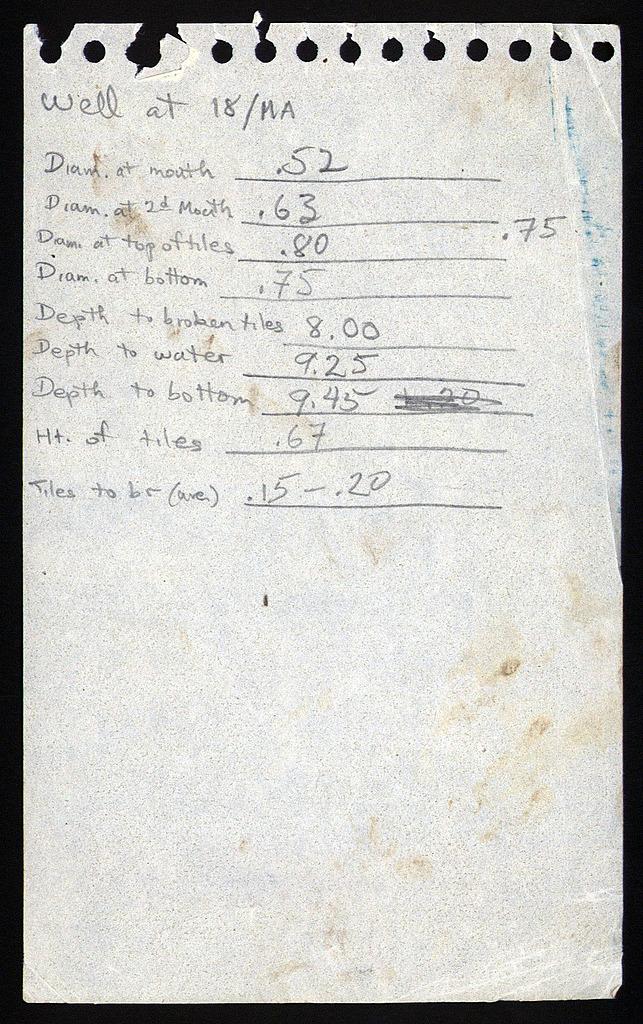 Well at 18/MA
Diam. at mouth .52
Diam. at 2d Mouth .63
Diam. at top of tiles .80 .75
Diam. at bottom .75
Depth to broken tiles 8.00
Depth to water 9.25
Depth to bottom 9.45
Ht. of tiles .67
Tiles to br (aver) .15 - .20